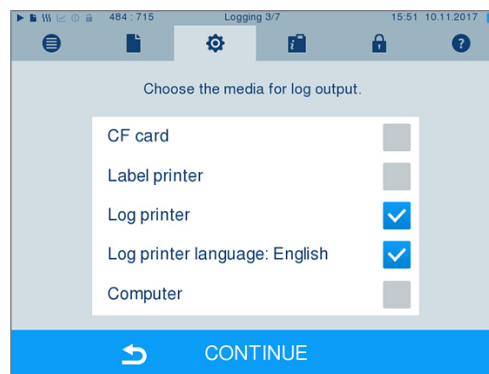 484 : 715 Logging 3/7 15:51 10.11.2017
Choose the media for log output.
CF card
Label printer
Log printer
Log printer language: English
Computer
CONTINUE